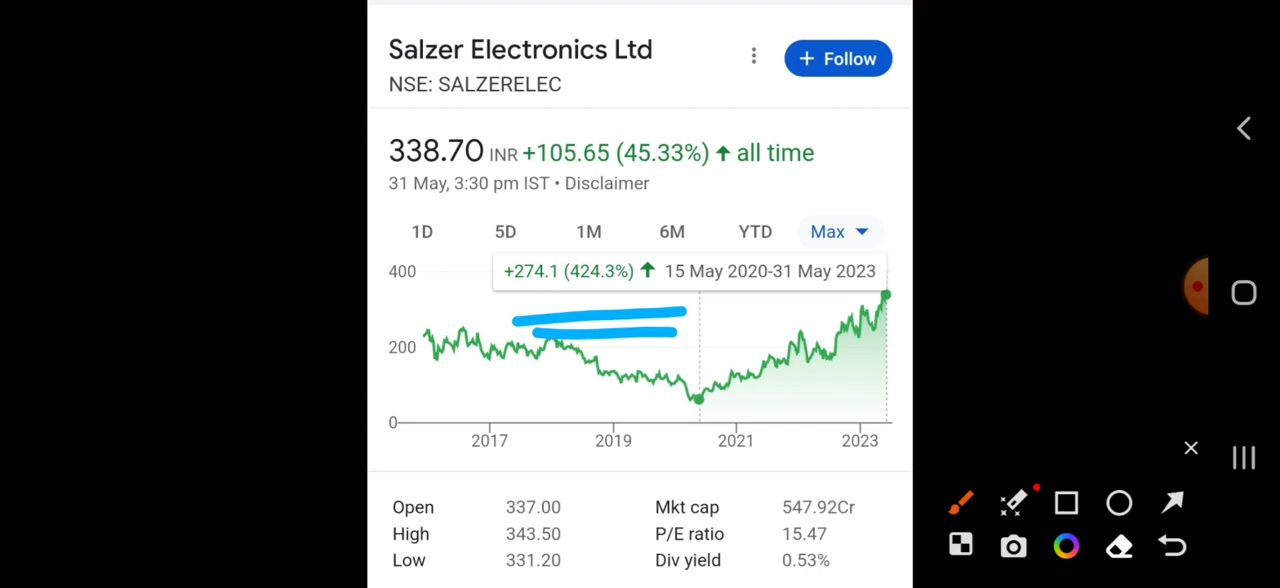 Salzer Electronics Ltd
+ Follow
NSE: SALZERELEC
338.70 INR +105.65 (45.33%) ↑ all time
31 May, 3:30 pm IST • Disclaimer
1D 5D 1M 6M YTD Max
+274.1 (424.3%) ↑ 15 May 2020-31 May 2023
400
200
0
2017 2019 2021 2023
Open 337.00 Mkt cap 547.92Cr
High 343.50 P/E ratio 15.47
Low 331.20 Div yield 0.53%